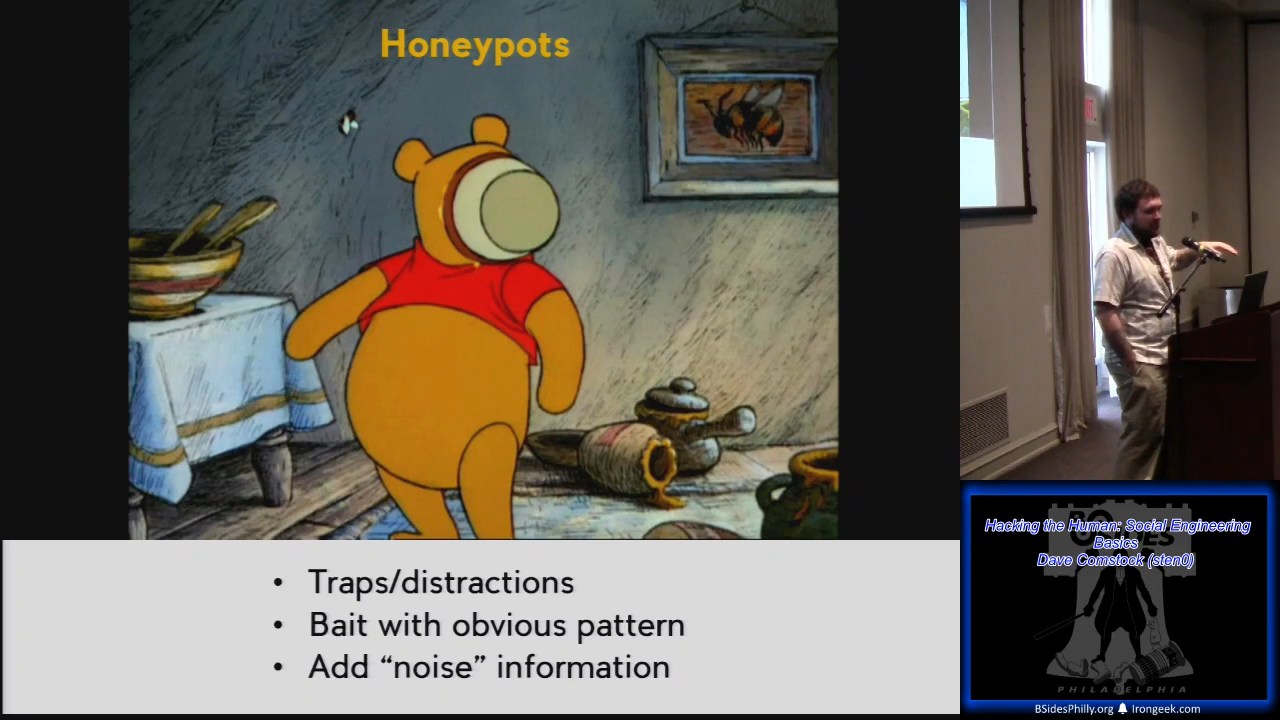 Honeypots
• Traps/distractions
• Bait with obvious pattern
• Add “noise” information
Hacking the Human: Social Engineering
Basics
Dave Comstock (sten0)
PHILADELPHIA
BSidesPhilly.org Irongeek.com